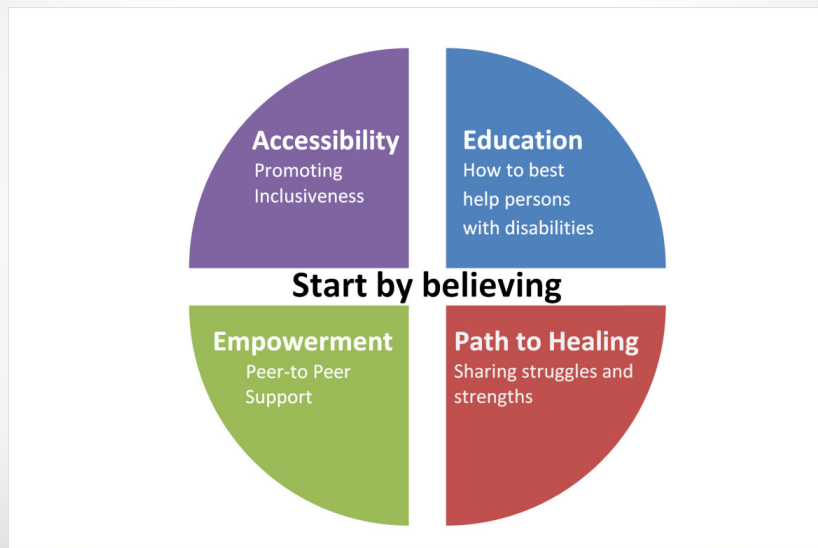 Accessibility
Promoting
Inclusiveness
Education
How to best
help persons
with disabilities
Start by believing
Empowerment
Peer-to Peer
Support
Path to Healing
Sharing struggles and
strengths